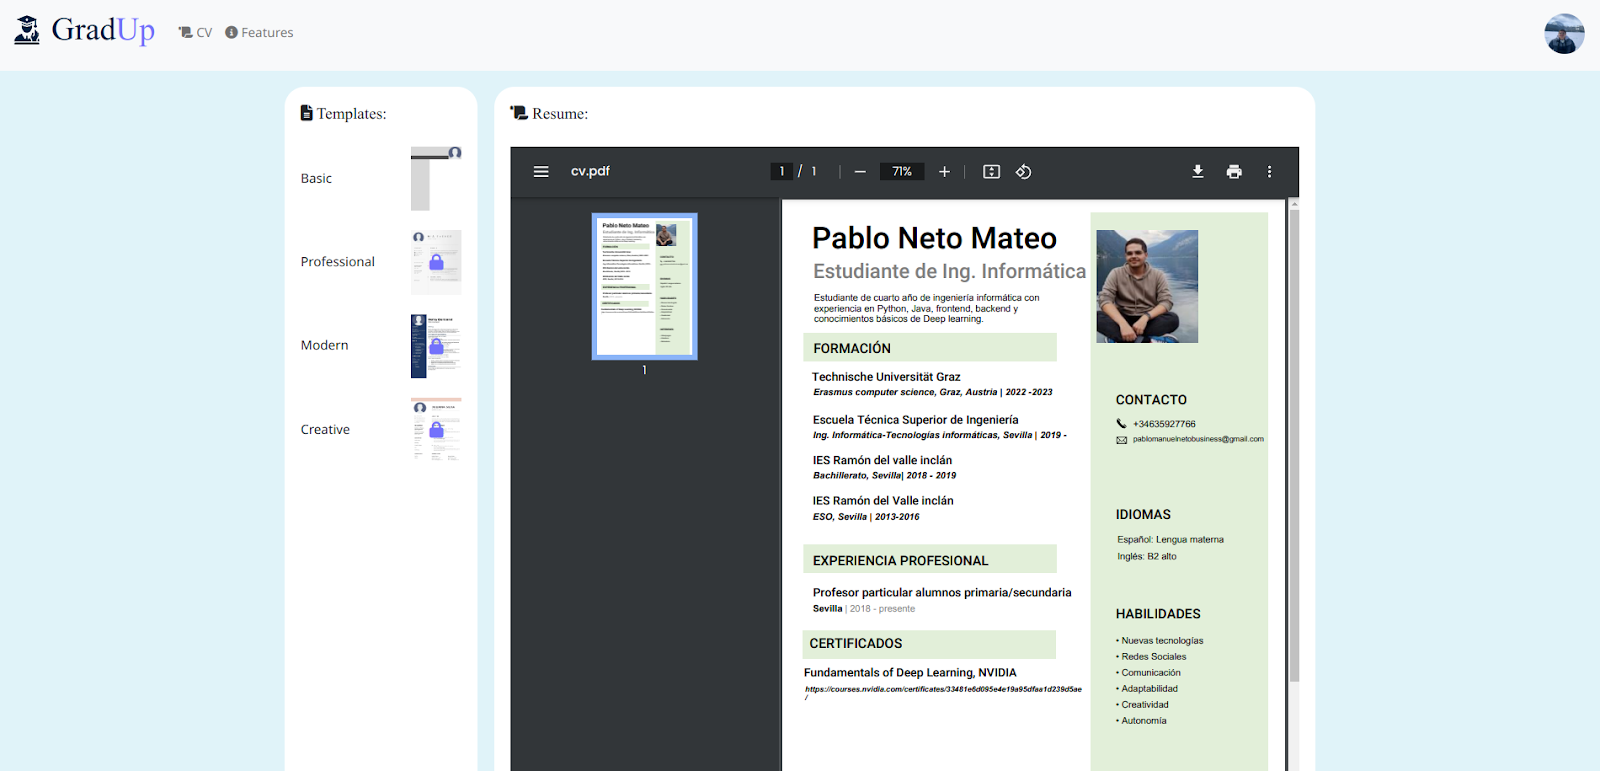 GradUp
CV
Features
Templates:
Basic
Professional
Modern
Creative
Resume:
cv.pdf
1 / 1
71%
1
Pablo Neto Mateo
Estudiante de Ing. Informática
Estudiante de cuarto año de ingeniería informática con
experiencia en Python, Java, frontend, backend y
conocimientos básicos de Deep learning.
FORMACIÓN
Technische Universität Graz
Erasmus computer science, Graz, Austria | 2022 -2023
Escuela Técnica Superior de Ingeniería
Ing. Informática-Tecnologías informáticas, Sevilla | 2019 -
IES Ramón del valle inclán
Bachillerato, Sevilla| 2018 - 2019
IES Ramón del Valle inclán
ESO, Sevilla | 2013-2016
EXPERIENCIA PROFESIONAL
Profesor particular alumnos primaria/secundaria
Sevilla | 2018 - presente
CERTIFICADOS
Fundamentals of Deep Learning, NVIDIA
https://courses.nvidia.com/certificates/33481e6d095e4e19a95dfaa1d239d5ae
/
CONTACTO
+34635927766
pablomanuelnetobusiness@gmail.com
IDIOMAS
Español: Lengua materna
Inglés: B2 alto
HABILIDADES
• Nuevas tecnologías
• Redes Sociales
• Comunicación
• Adaptabilidad
• Creatividad
• Autonomía